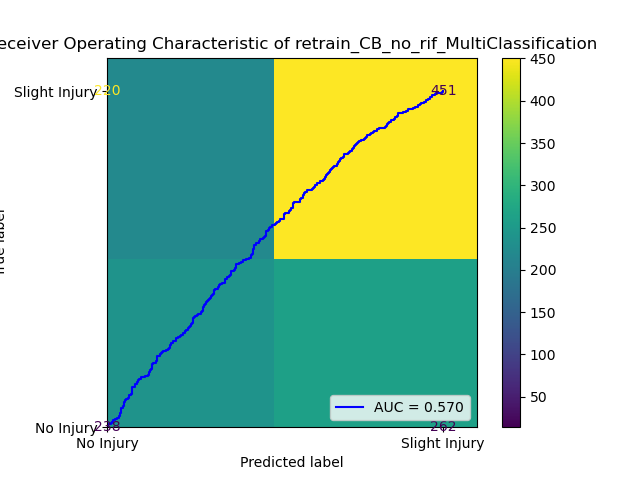 eceiver Operating Characteristic of retrain_CB_no_rif_MultiClassification
Slight Injury
220
451
No Injury
238
262
No Injury
Slight Injury
Predicted label
True label
AUC = 0.570
450
400
350
300
250
200
150
100
50